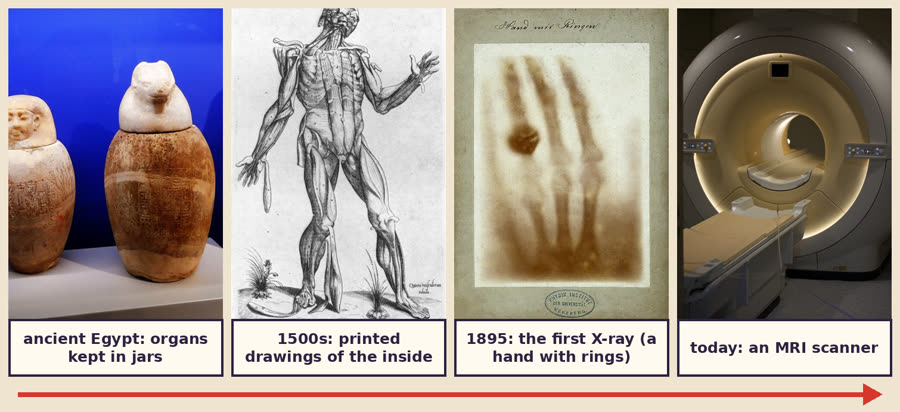 Hand mit Ringen
ancient Egypt: organs
kept in jars
1500s: printed
drawings of the inside
1895: the first X-ray (a
hand with rings)
today: an MRI scanner